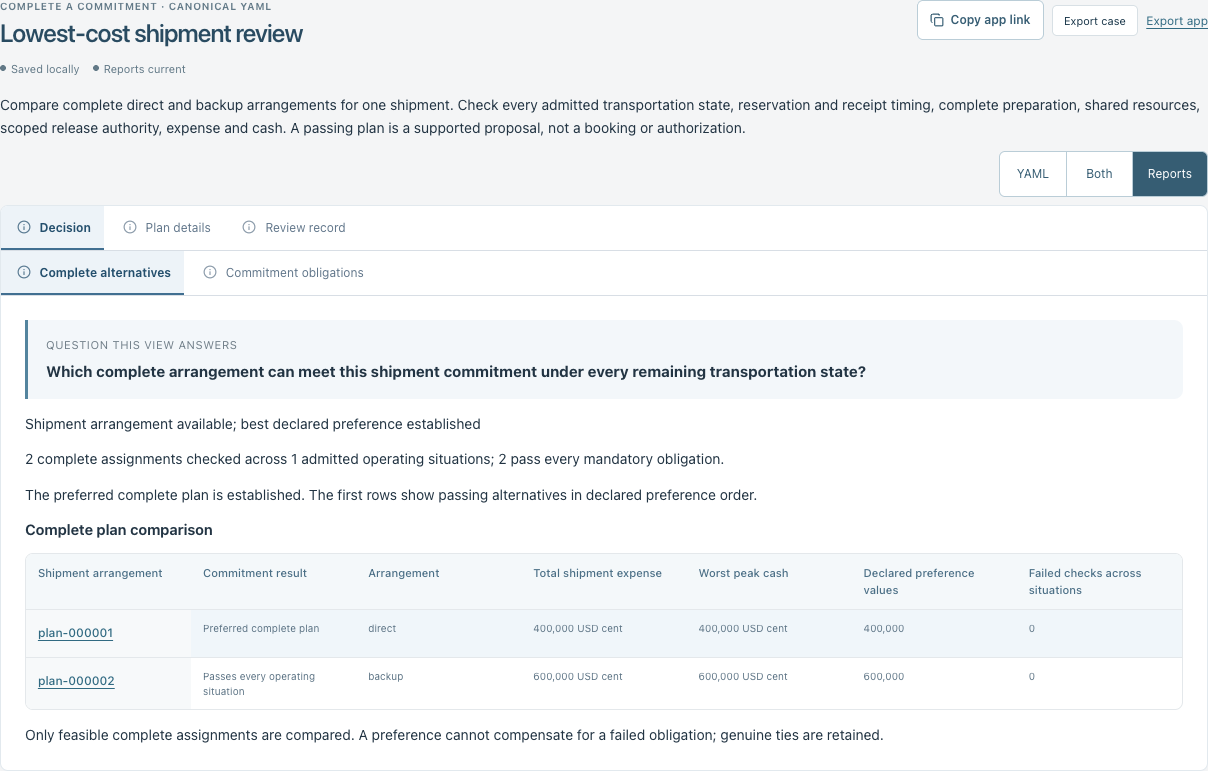 COMPLETE A COMMITMENT · CANONICAL YAML
Lowest-cost shipment review
Copy app link
Export case
Export app
Saved locally
Reports current
Compare complete direct and backup arrangements for one shipment. Check every admitted transportation state, reservation and receipt timing, complete preparation, shared resources,
scoped release authority, expense and cash. A passing plan is a supported proposal, not a booking or authorization.
YAML
Both
Reports
Decision
Plan details
Review record
Complete alternatives
Commitment obligations
QUESTION THIS VIEW ANSWERS
Which complete arrangement can meet this shipment commitment under every remaining transportation state?
Shipment arrangement available; best declared preference established
2 complete assignments checked across 1 admitted operating situations; 2 pass every mandatory obligation.
The preferred complete plan is established. The first rows show passing alternatives in declared preference order.
Complete plan comparison
Shipment arrangement
Commitment result
Arrangement
Total shipment expense
Worst peak cash
Declared preference
values
Failed checks across
situations
plan-000001
Preferred complete plan
direct
400,000 USD cent
400,000 USD cent
400,000
0
plan-000002
Passes every operating
situation
backup
600,000 USD cent
600,000 USD cent
600,000
0
Only feasible complete assignments are compared. A preference cannot compensate for a failed obligation; genuine ties are retained.